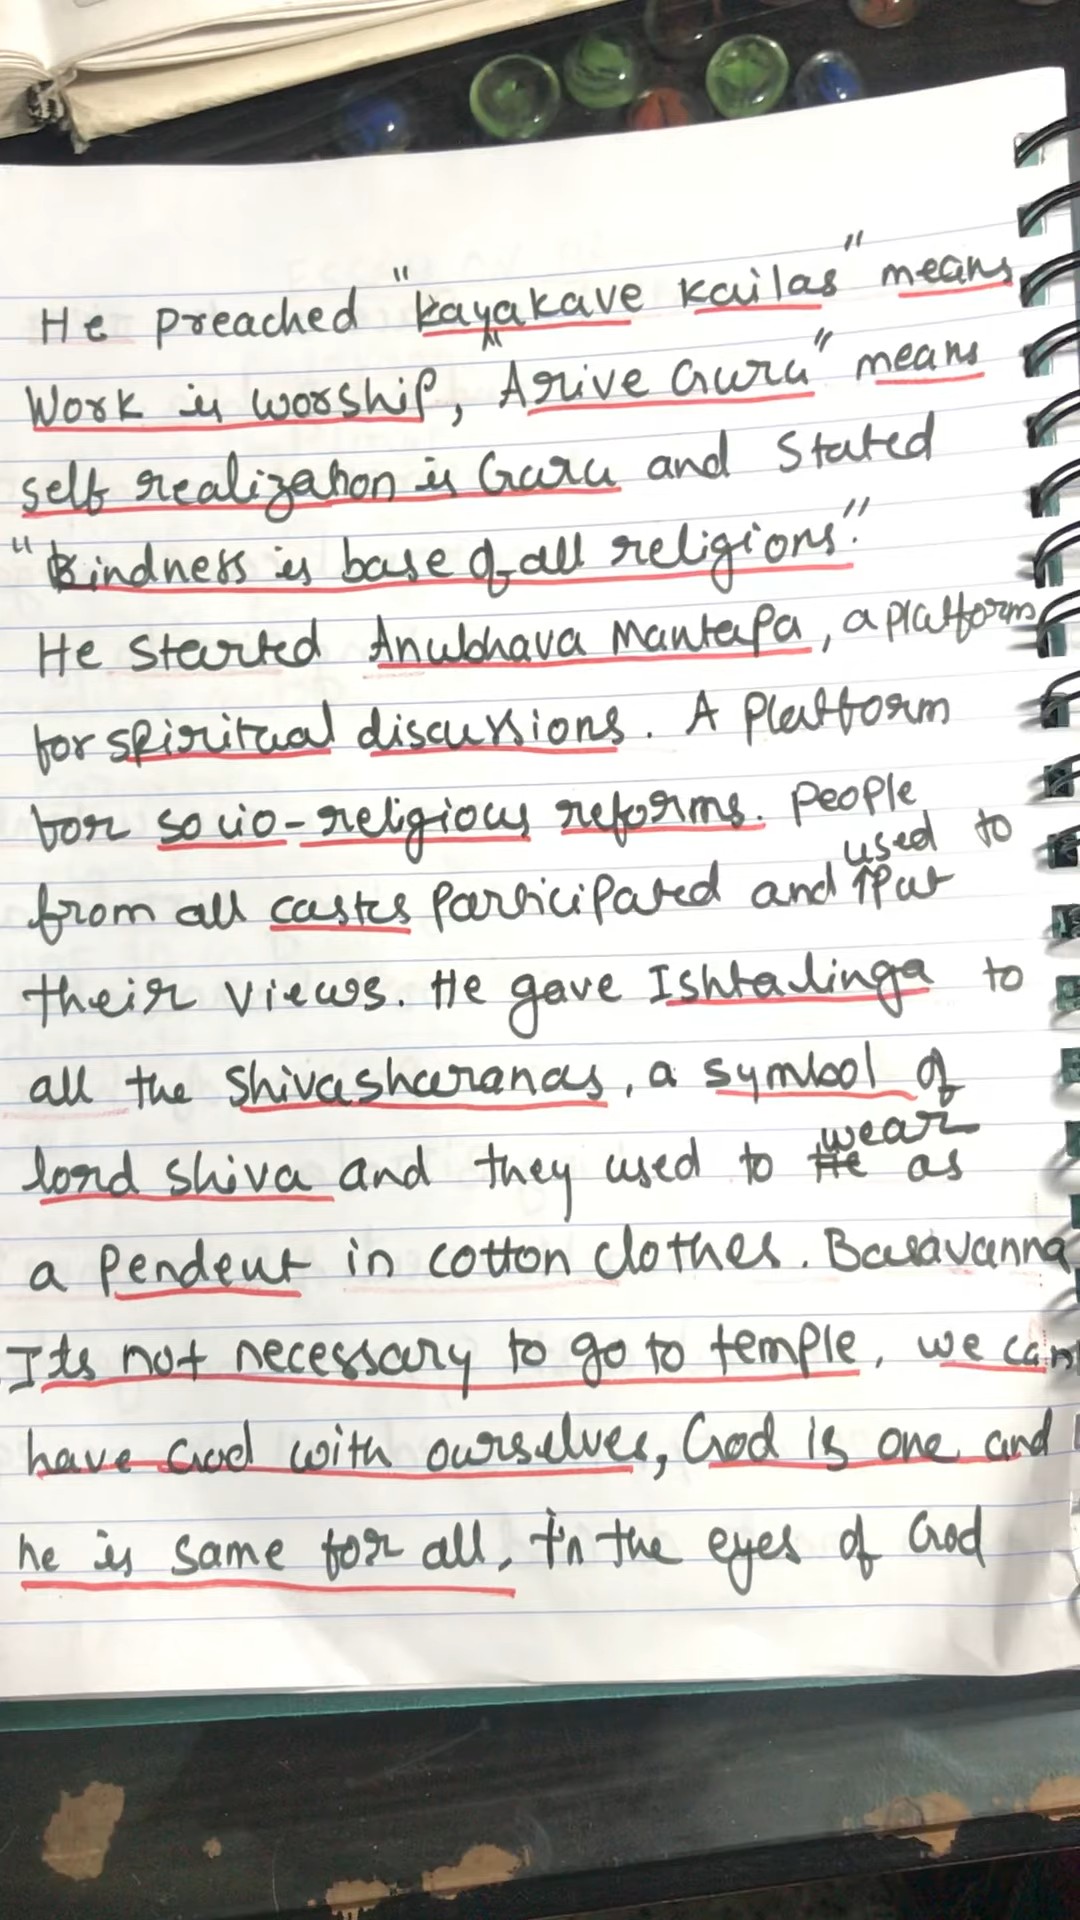 He preached "kayakave kailas" means
Work is worship, "Arive Guru" means
self realization is Guru and stated
"Kindness is base of all religions."
He started Anubhava Mantapa, a platform
for spiritual discussions. A Platform
for socio-religious reforms. People
from all castes participated and used to put
their views. He gave Ishtalinga to
all the Shivasharanas, a symbol of
lord shiva and they used to wear as
a Pendent in cotton clothes. Basavanna
Its not necessary to go to temple, we can
have God with ourselves, God is one and
he is same for all, in the eyes of God